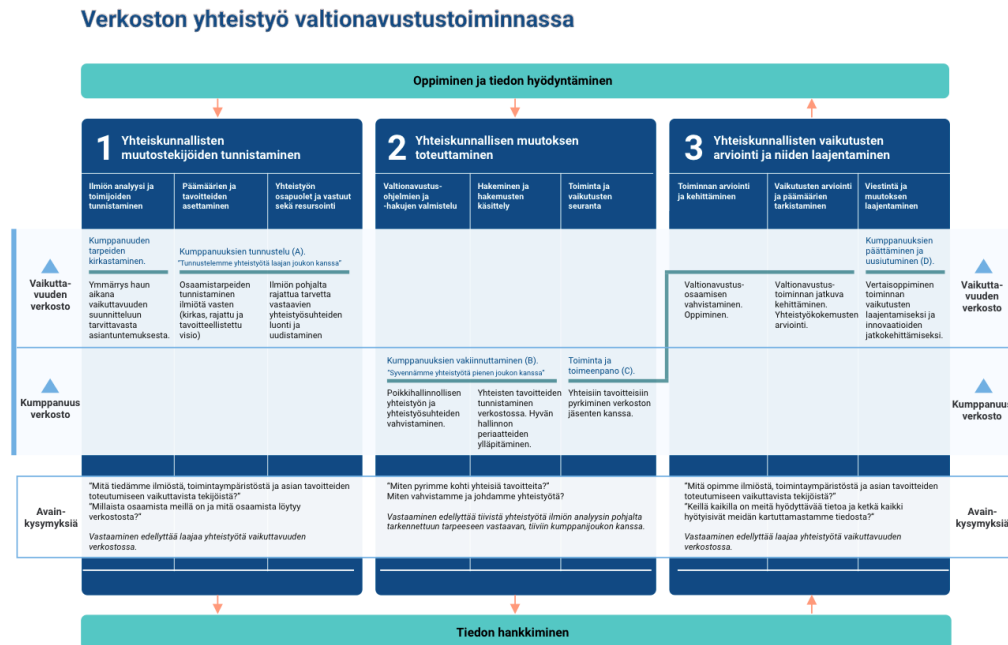 Verkoston yhteistyö valtionavustustoiminnassa
Oppiminen ja tiedon hyödyntäminen
1 Yhteiskunnallisten
muutostekijöiden tunnistaminen
Ilmiön analyysi ja
toimijoiden
tunnistaminen
Päämäärien ja
tavoitteiden
asettaminen
Yhteistyön
osapuolet ja vastuut
sekä resursointi
2 Yhteiskunnallisen muutoksen
toteuttaminen
Valtionavustus-
ohjelmien ja
-hakujen valmistelu
Hakeminen ja
hakemusten
käsittely
Toiminta ja
vaikutusten
seuranta
3 Yhteiskunnallisten vaikutusten
arviointi ja niiden laajentaminen
Toiminnan arviointi
ja kehittäminen
Vaikutusten arviointi
ja päämäärien
tarkistaminen
Viestintä ja
muutoksen
laajentaminen
Vaikutta-
vuuden
verkosto
Kumppanuuden
tarpeiden
kirkastaminen.
Ymmärrys haun
aikana
vaikuttavuuden
suunnitteluun
tarvittavasta
asiantuntemuksesta.
Kumppanuuksien tunnustelu (A).
"Tunnustelemme yhteistyötä laajan joukon kanssa"
Osaamistarpeiden
tunnistaminen
ilmiötä vasten
(kirkas, rajattu ja
tavoitteellistettu
visio)
Ilmiön pohjalta
rajattua tarvetta
vastaavien
yhteistyösuhteiden
luonti ja
uudistaminen
Valtionavustus-
osaamisen
vahvistaminen.
Oppiminen.
Valtionavustus-
toiminnan jatkuva
kehittäminen.
Yhteistyökokemusten
arviointi.
Kumppanuuksien
päättäminen ja
uusiutuminen (D).
Vertaisoppiminen
toiminnan
vaikutusten
laajentamiseksi ja
innovaatioiden
jatkokehittämiseksi.
Vaikutta-
vuuden
verkosto
Kumppanuus
verkosto
Kumppanuuksien vakiinnuttaminen (B).
"Syvennämme yhteistyötä pienen joukon kanssa"
Poikkihallinnollisen
yhteistyön ja
yhteistyösuhteiden
vahvistaminen.
Yhteisten tavoitteiden
tunnistaminen
verkostossa. Hyvän
hallinnon
periaatteiden
ylläpitäminen.
Toiminta ja
toimeenpano (C).
Yhteisiin tavoitteisiin
pyrkiminen verkoston
jäsenten kanssa.
Kumppanuus
verkosto
Avain-
kysymyksiä
"Mitä tiedämme ilmiöstä, toimintaympäristöstä ja asian tavoitteiden
toteutumiseen vaikuttavista tekijöistä?"
"Millaista osaamista meillä on ja mitä osaamista löytyy
verkostosta?"
Vastaaminen edellyttää laajaa yhteistyötä vaikuttavuuden
verkostossa.
"Miten pyrimme kohti yhteisiä tavoitteita?"
Miten vahvistamme ja johdamme yhteistyötä?
Vastaaminen edellyttää tiivistä yhteistyötä ilmiön analyysin pohjalta
tarkennettuun tarpeeseen vastaavan, tiiviin kumppanijoukon kanssa.
"Mitä opimme ilmiöstä, toimintaympäristöstä ja asian tavoitteiden
toteutumiseen vaikuttavista tekijöistä?"
"Keillä kaikilla on meitä hyödyttävää tietoa ja ketkä kaikki
hyötyisivät meidän kartuttamastamme tiedosta?"
Vastaaminen edellyttää laajaa yhteistyötä vaikuttavuuden
verkostossa.
Avain-
kysymyksiä
Tiedon hankkiminen